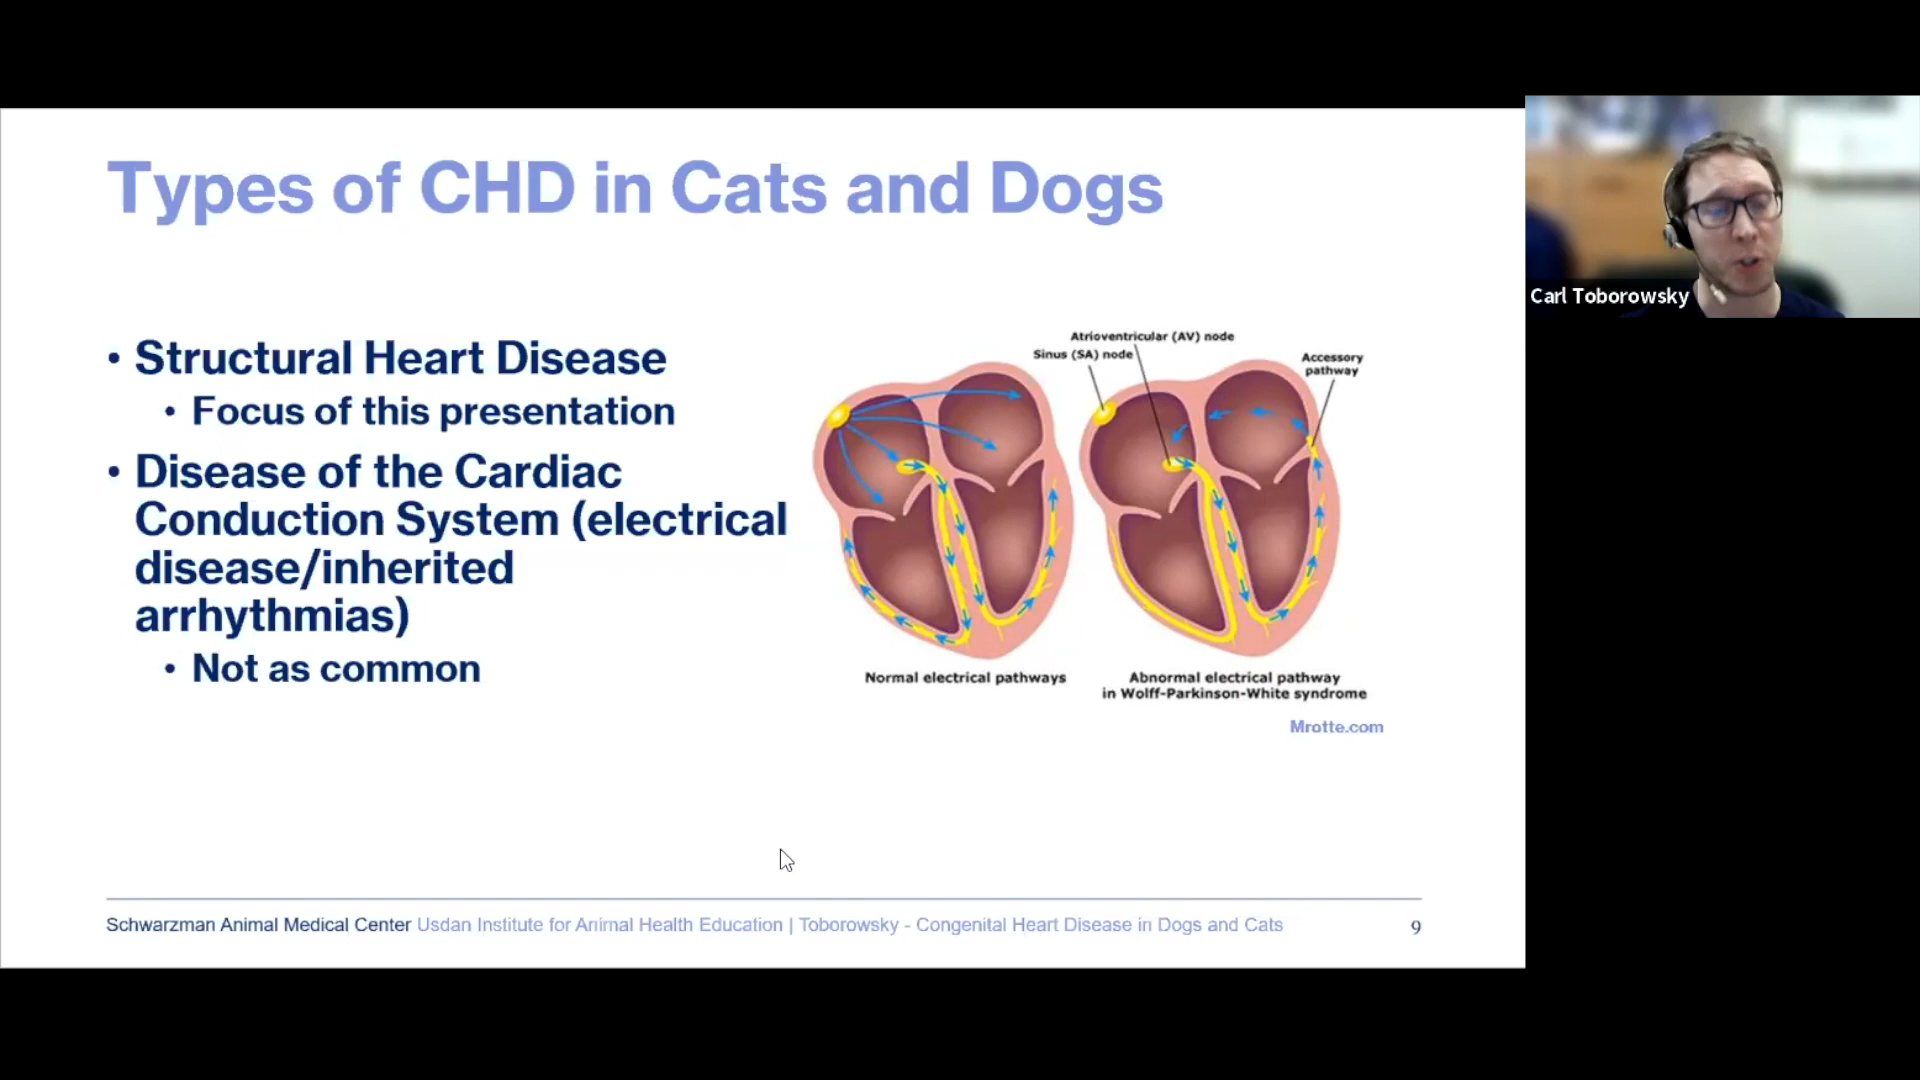 Types of CHD in Cats and Dogs
• Structural Heart Disease
• Focus of this presentation
• Disease of the Cardiac
Conduction System (electrical
disease/inherited
arrhythmias)
• Not as common
Atrioventricular (AV) node
Sinus (SA) node
Accessory
pathway
Normal electrical pathways
Abnormal electrical pathway
in Wolff-Parkinson-White syndrome
Mrotte.com
Schwarzman Animal Medical Center Usdan Institute for Animal Health Education | Toborowsky - Congenital Heart Disease in Dogs and Cats
9
Carl Toborowsky